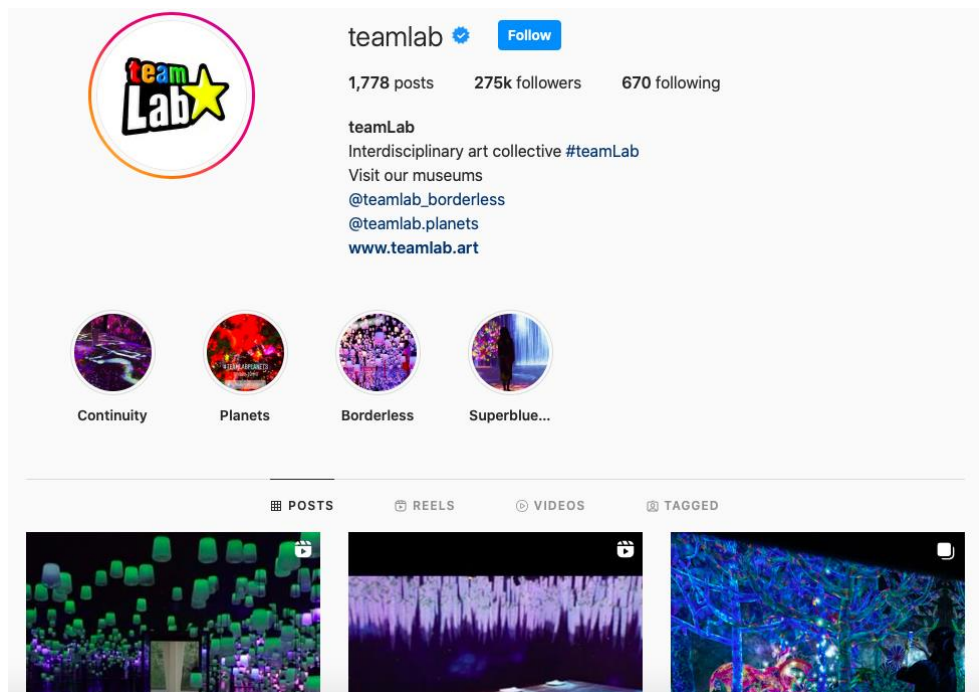 team
Lab
teamlab
Follow
1,778 posts 275k followers 670 following
teamLab
Interdisciplinary art collective #teamLab
Visit our museums
@teamlab_borderless
@teamlab.planets
www.teamlab.art
#TEAMLABPLANETS
Continuity Planets Borderless Superblue...
POSTS REELS VIDEOS TAGGED